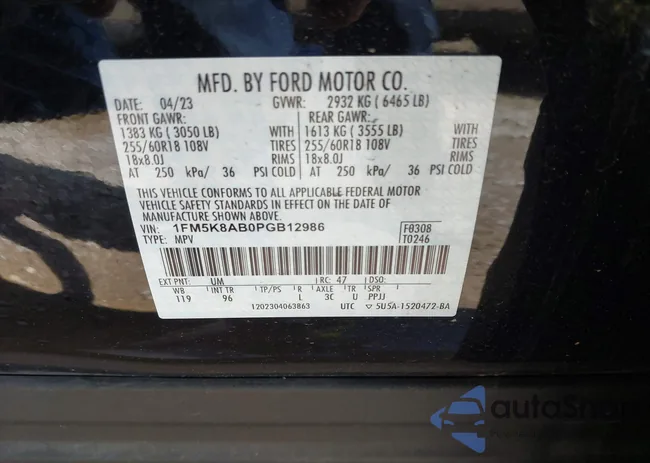 MFD. BY FORD MOTOR CO.
DATE: 04/23 GVWR: 2932 KG ( 6465 LB)
FRONT GAWR: REAR GAWR:
1383 KG ( 3050 LB) WITH 1613 KG ( 3555 LB) WITH
255/60R18 108V TIRES 255/60R18 108V TIRES
18x8.0J RIMS 18x8.0J RIMS
AT 250 kPa/ 36 PSI COLD AT 250 kPa/ 36 PSI COLD
THIS VEHICLE CONFORMS TO ALL APPLICABLE FEDERAL MOTOR
VEHICLE SAFETY STANDARDS IN EFFECT ON THE DATE OF
MANUFACTURE SHOWN ABOVE.
VIN: 1FM5K8AB0PGB12986 F0308
TYPE: MPV T0246
EXT PNT: UM RC: 47 DSO:
WB INT TR TP/PS R AXLE TR SPR
119 96 L 3C U PPJJ
1202304063863 UTC ▽ 5U5A-1520472-BA